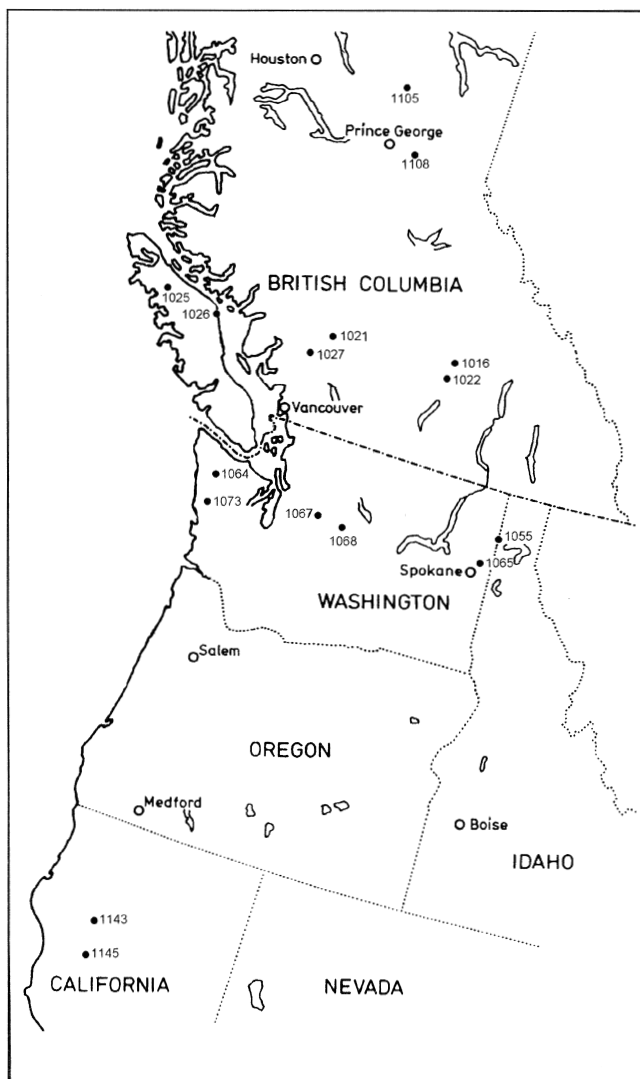 Houston
1105
Prince George
1108
BRITISH COLUMBIA
1025
1026
1021
1027
1016
1022
Vancouver
1064
1073
1067
1068
1055
1065
Spokane
WASHINGTON
Salem
OREGON
Medford
Boise
IDAHO
1143
1145
CALIFORNIA
NEVADA